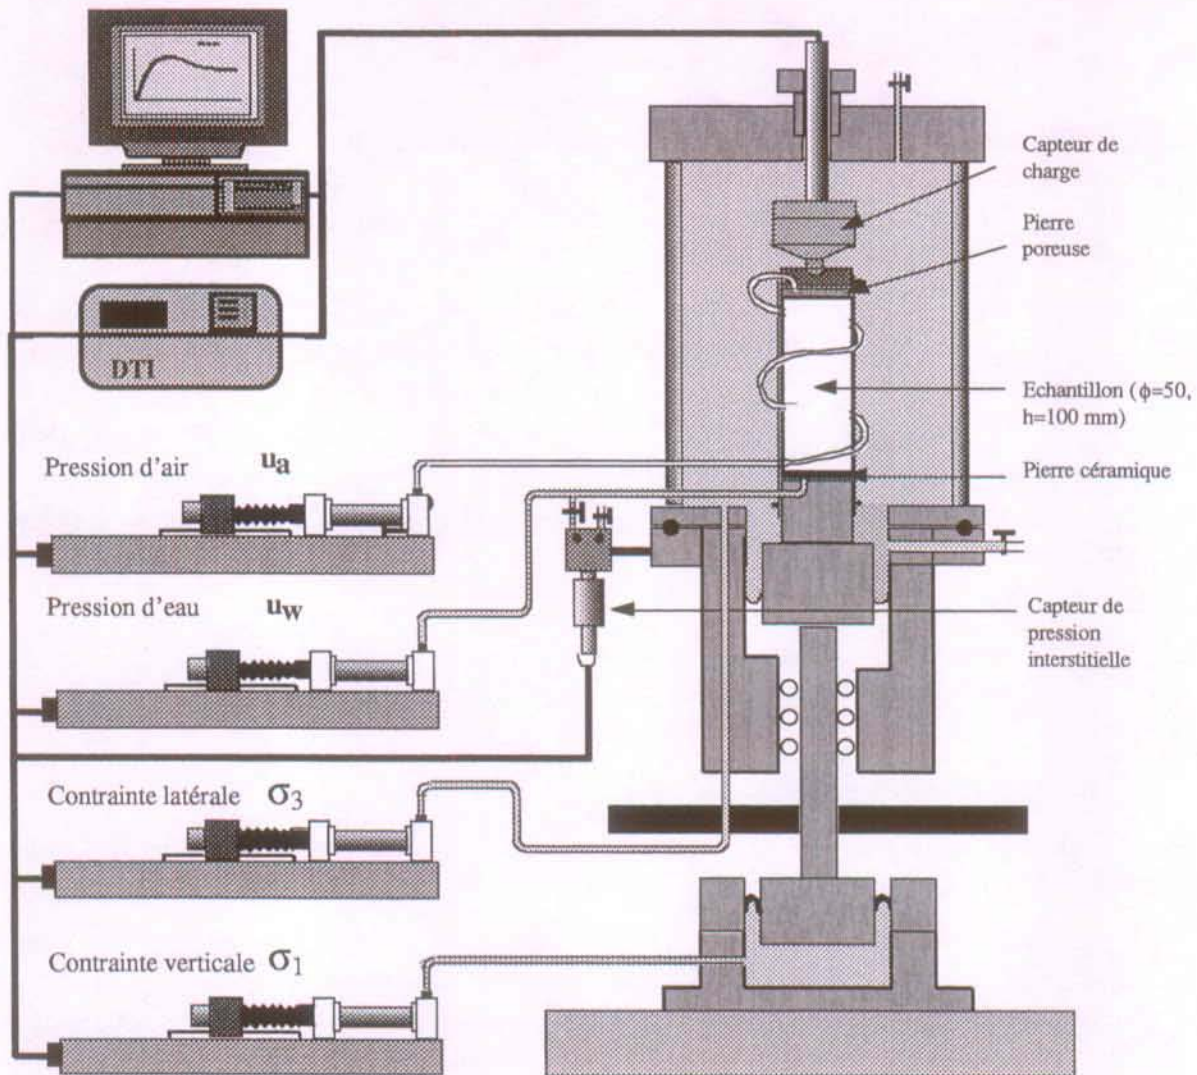 Capteur de
charge
Pierre
poreuse
Echantillon (ϕ=50,
h=100 mm)
Pierre céramique
DTI
Pression d'air ua
Pression d'eau uw
Capteur de
pression
interstitielle
Contrainte latérale σ3
Contrainte verticale σ1